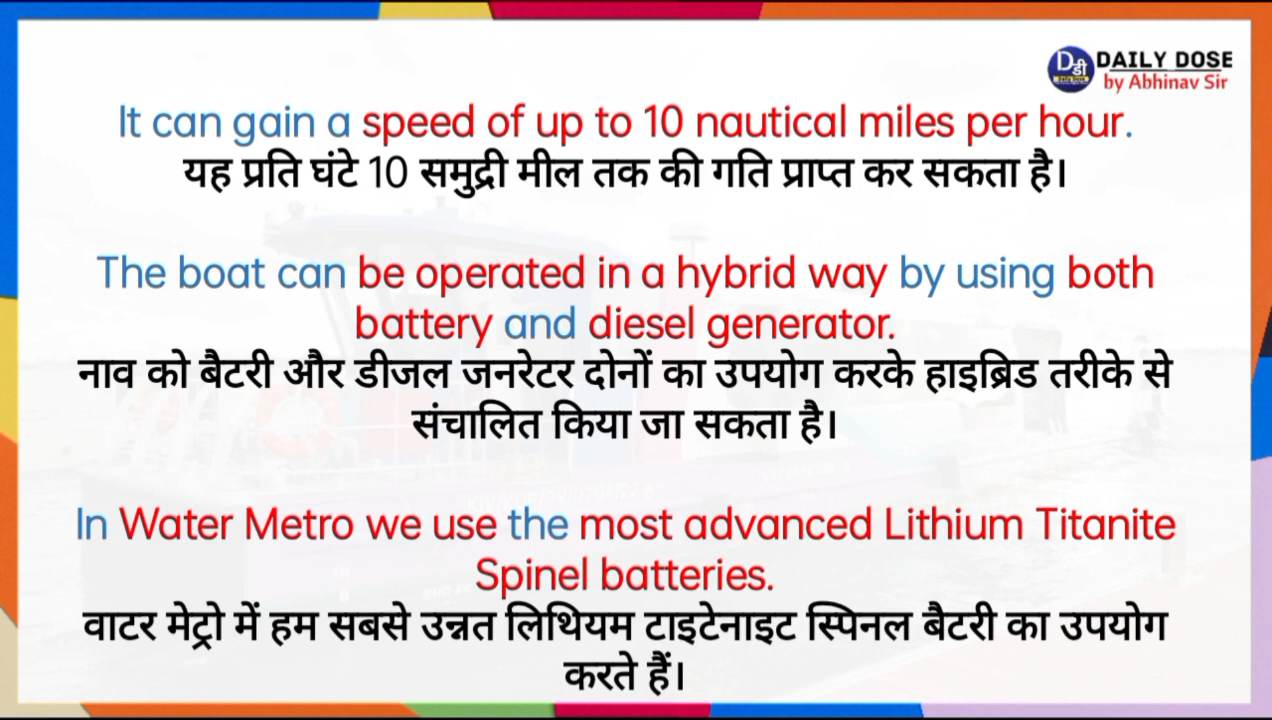 DAILY DOSE
by Abhinav Sir
It can gain a speed of up to 10 nautical miles per hour.
यह प्रति घंटे 10 समुद्री मील तक की गति प्राप्त कर सकता है।
The boat can be operated in a hybrid way by using both
battery and diesel generator.
नाव को बैटरी और डीजल जनरेटर दोनों का उपयोग करके हाइब्रिड तरीके से
संचालित किया जा सकता है।
In Water Metro we use the most advanced Lithium Titanite
Spinel batteries.
वाटर मेट्रो में हम सबसे उन्नत लिथियम टाइटेनाइट स्पिनल बैटरी का उपयोग
करते हैं।